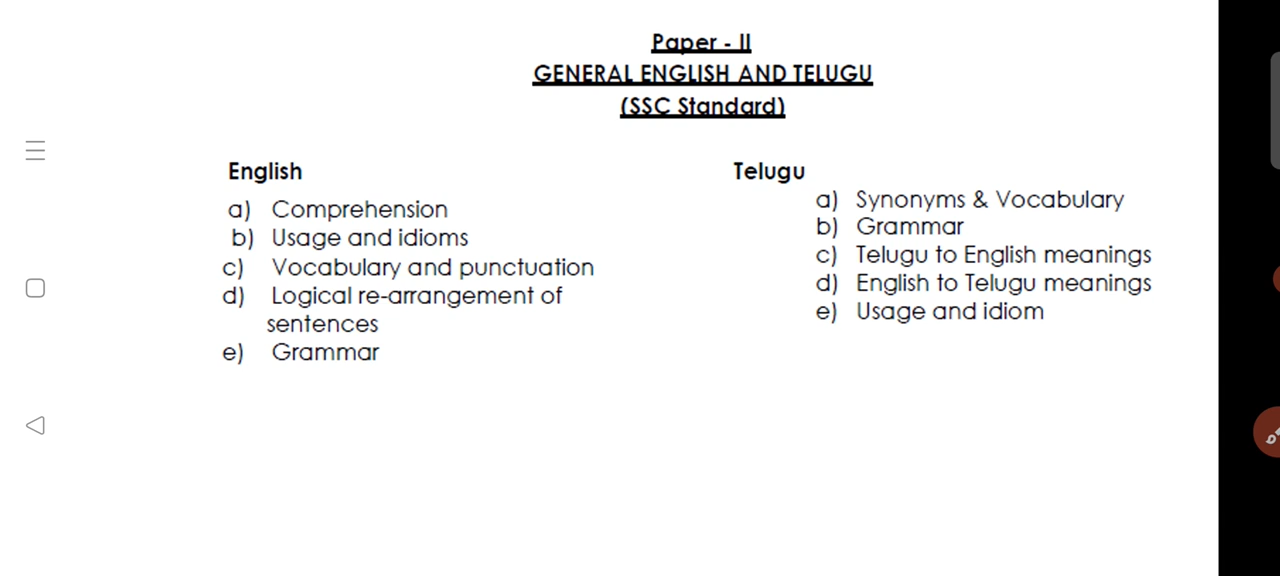 Paper - II
GENERAL ENGLISH AND TELUGU
(SSC Standard)
English
a) Comprehension
b) Usage and idioms
c) Vocabulary and punctuation
d) Logical re-arrangement of
sentences
e) Grammar
Telugu
a) Synonyms & Vocabulary
b) Grammar
c) Telugu to English meanings
d) English to Telugu meanings
e) Usage and idiom